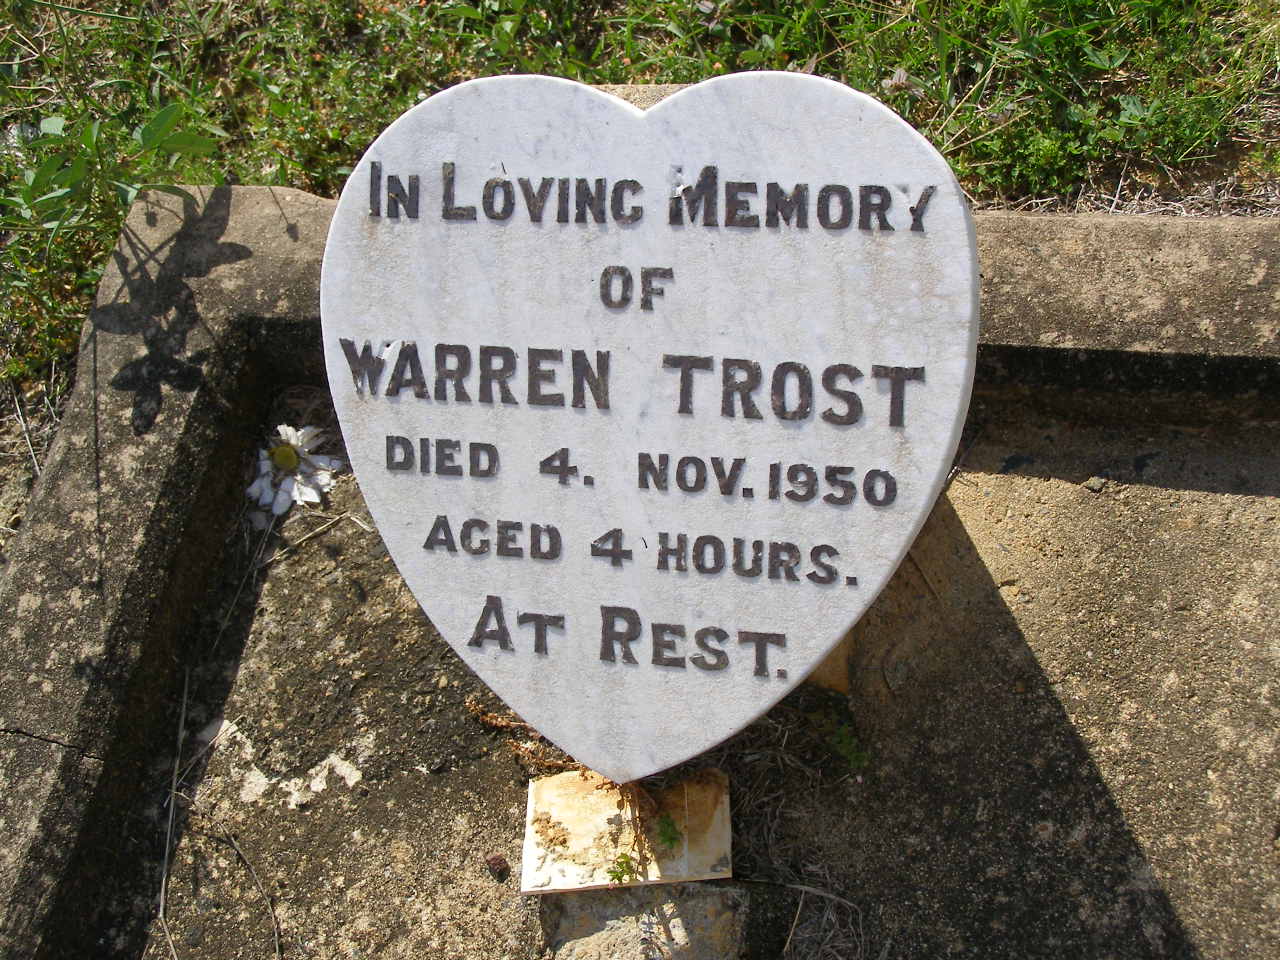 IN LOVING MEMORY
OF
WARREN TROST
DIED 4. NOV. 1950
AGED 4 HOURS.
AT REST.